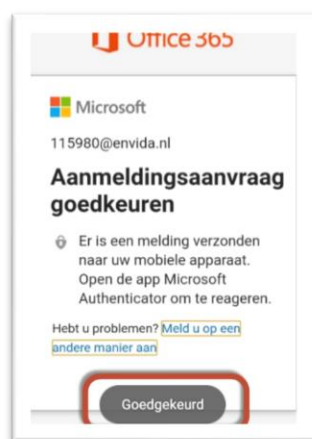 Office 365
Microsoft
115980@envida.nl
Aanmeldingsaanvraag
goedkeuren
Er is een melding verzonden
naar uw mobiele apparaat.
Open de app Microsoft
Authenticator om te reageren.
Hebt u problemen? Meld u op een
andere manier aan
Goedgekeurd